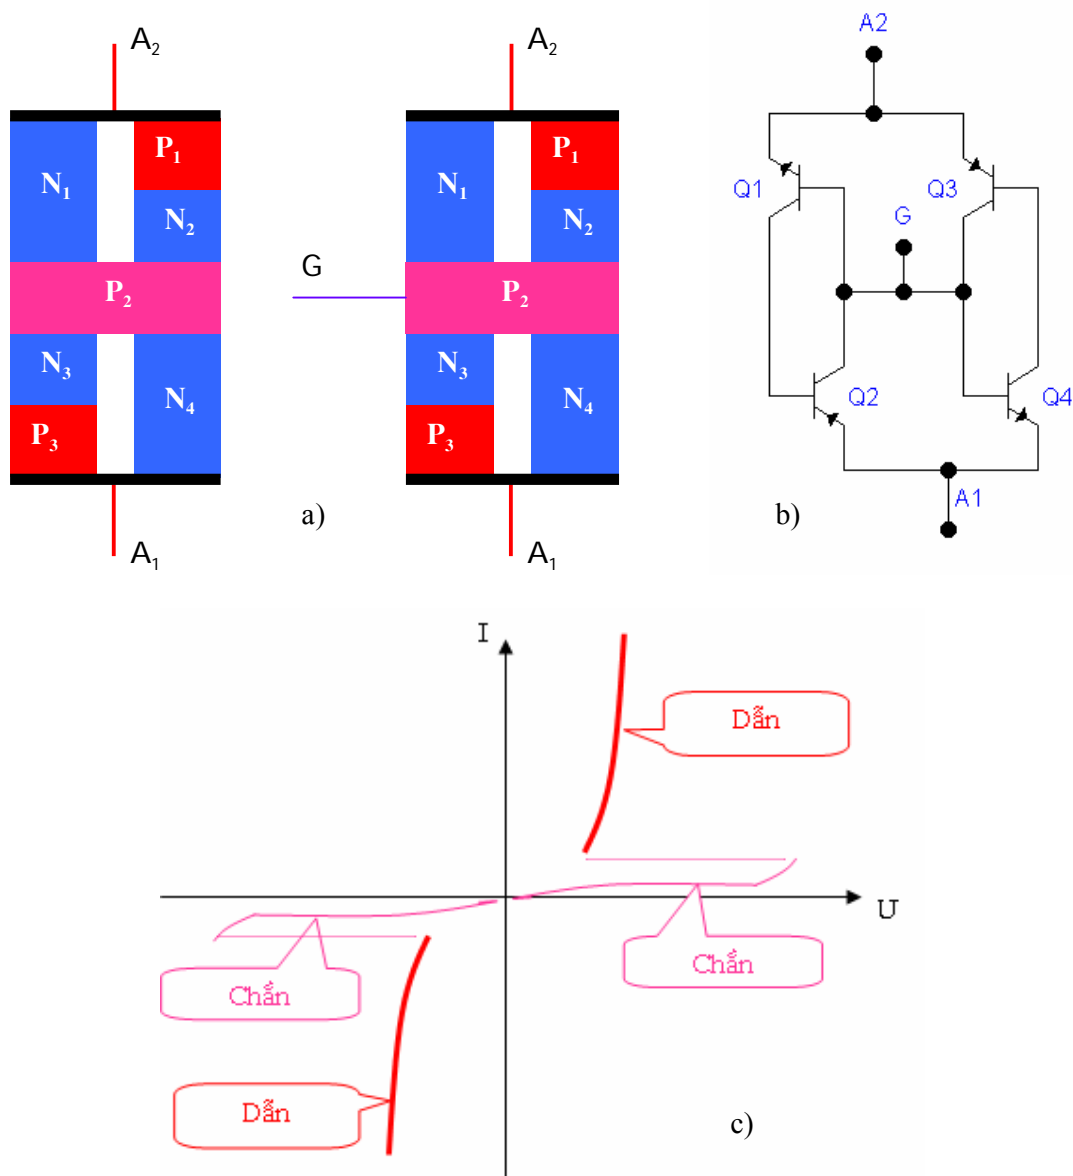 A₂
A₂
A2
P₁
P₁
N₁
N₁
Q1
Q3
N₂
N₂
G
G
P₂
P₂
N₃
N₃
N₄
N₄
Q2
Q4
P₃
P₃
A1
a)
b)
A₁
A₁
I
Dẫn
U
Chắn
Chắn
Dẫn
c)